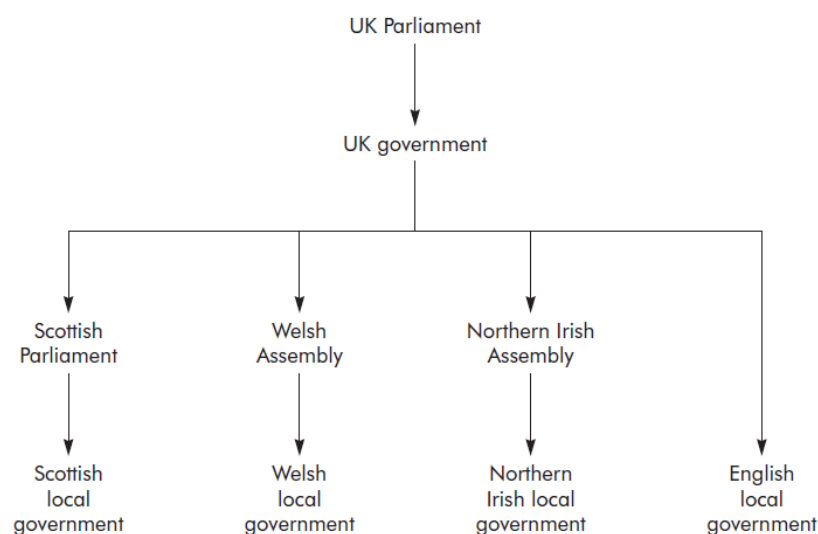 UK Parliament
UK government
Scottish
Parliament
Welsh
Assembly
Northern Irish
Assembly
Scottish
local
government
Welsh
local
government
Northern
Irish local
government
English
local
government